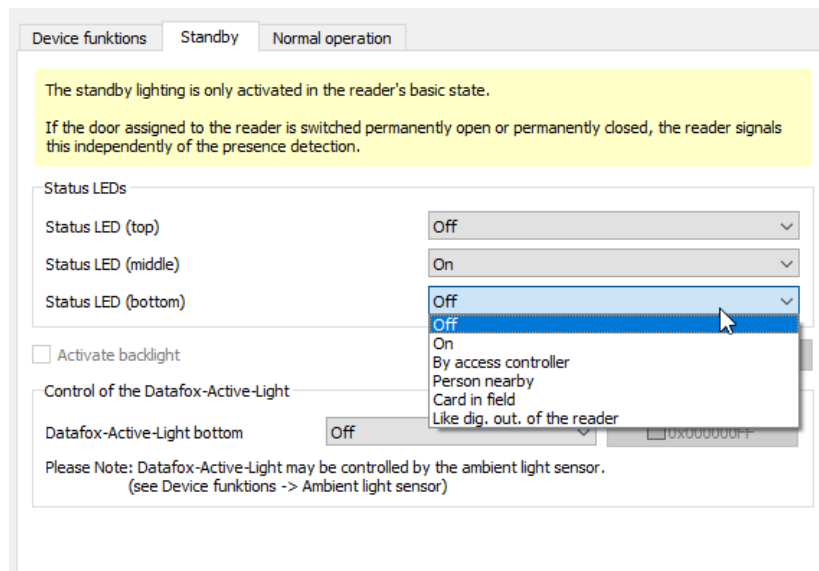 Device funktions
Standby
Normal operation
The standby lighting is only activated in the reader's basic state.
If the door assigned to the reader is switched permanently open or permanently closed, the reader signals
this independently of the presence detection.
Status LEDs
Status LED (top)
Off
Status LED (middle)
On
Status LED (bottom)
Off
Off
On
By access controller
Person nearby
Card in field
Like dig. out. of the reader
Activate backlight
Control of the Datafox-Active-Light
Datafox-Active-Light bottom
Off
0x000000FF
Please Note: Datafox-Active-Light may be controlled by the ambient light sensor.
(see Device funktions -> Ambient light sensor)